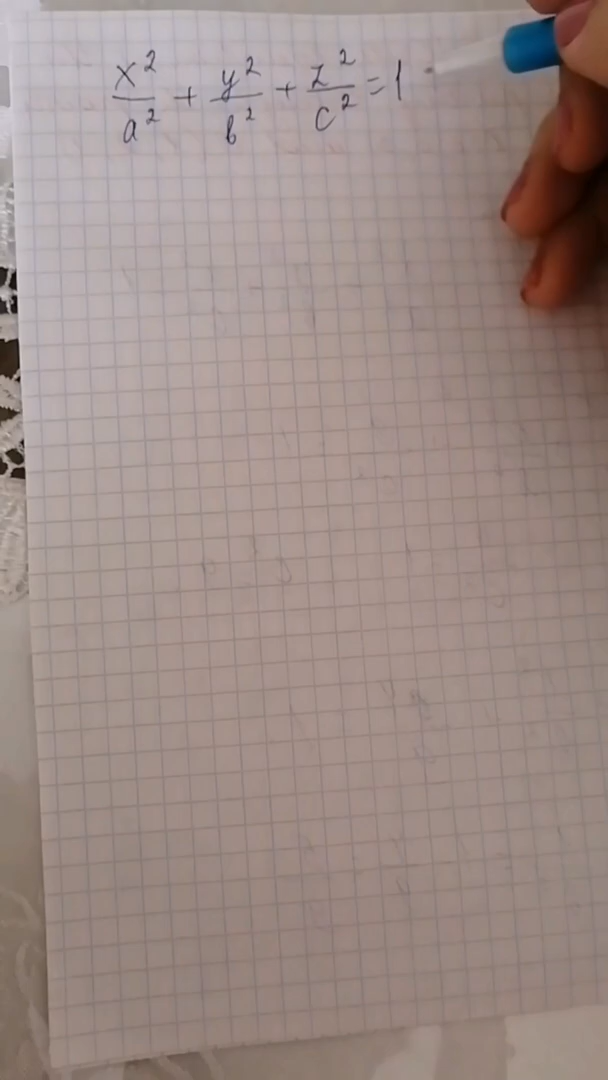 x²/a² + y²/b² + z²/c² = 1